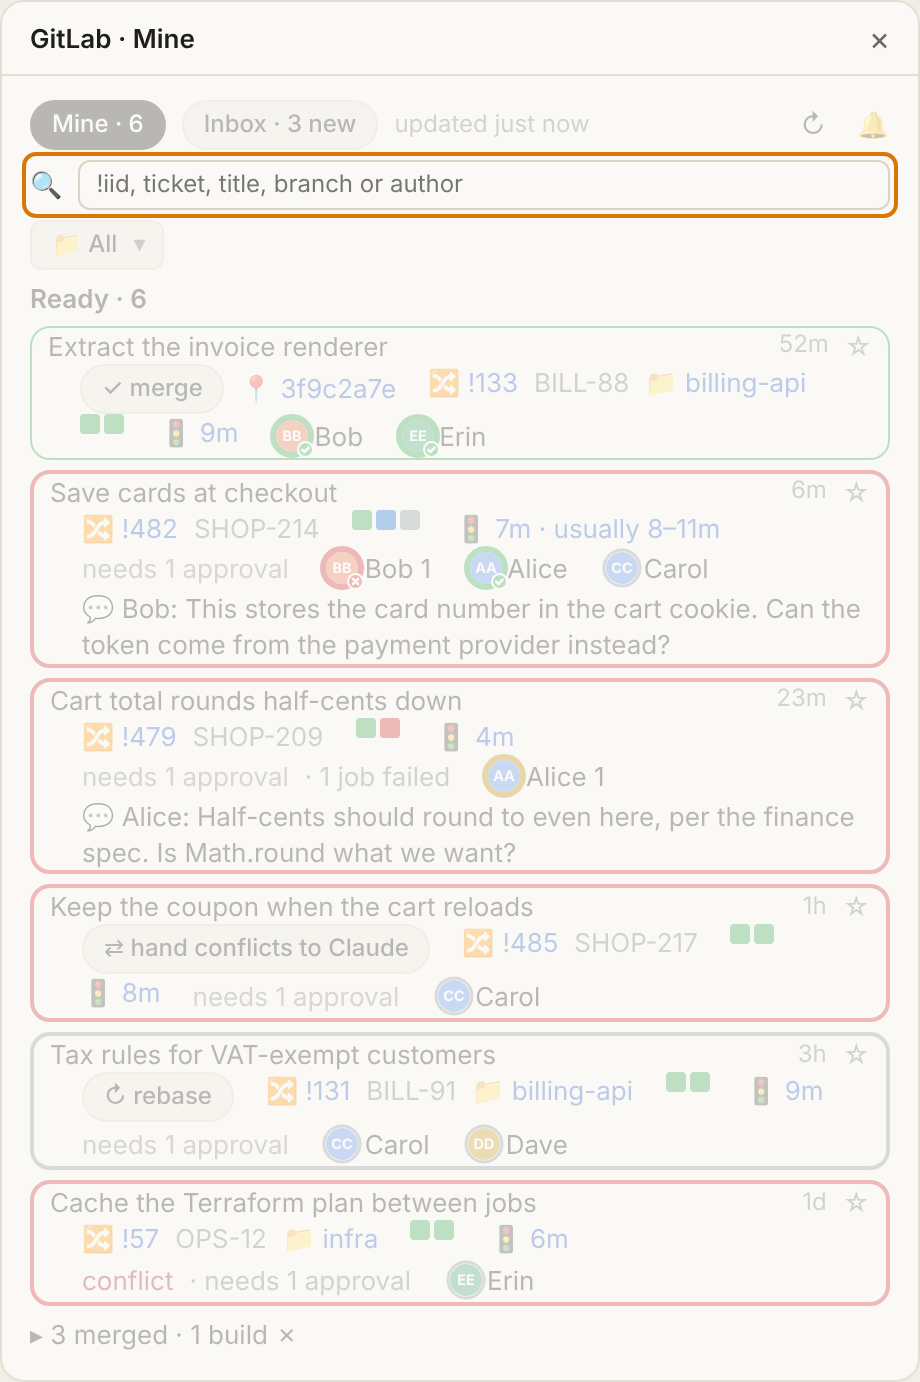 GitLab · Mine ×
Mine · 6 Inbox · 3 new updated just now
!iid, ticket, title, branch or author
All
Ready · 6
Extract the invoice renderer 52m
merge 3f9c2a7e !133 BILL-88 billing-api
9m BB Bob EE Erin
Save cards at checkout 6m
!482 SHOP-214 7m · usually 8–11m
needs 1 approval BB Bob 1 AA Alice CC Carol
Bob: This stores the card number in the cart cookie. Can the
token come from the payment provider instead?
Cart total rounds half-cents down 23m
!479 SHOP-209 4m
needs 1 approval · 1 job failed AA Alice 1
Alice: Half-cents should round to even here, per the finance
spec. Is Math.round what we want?
Keep the coupon when the cart reloads 1h
hand conflicts to Claude !485 SHOP-217
8m needs 1 approval CC Carol
Tax rules for VAT-exempt customers 3h
rebase !131 BILL-91 billing-api 9m
needs 1 approval CC Carol DD Dave
Cache the Terraform plan between jobs 1d
!57 OPS-12 infra 6m
conflict · needs 1 approval EE Erin
3 merged · 1 build ×